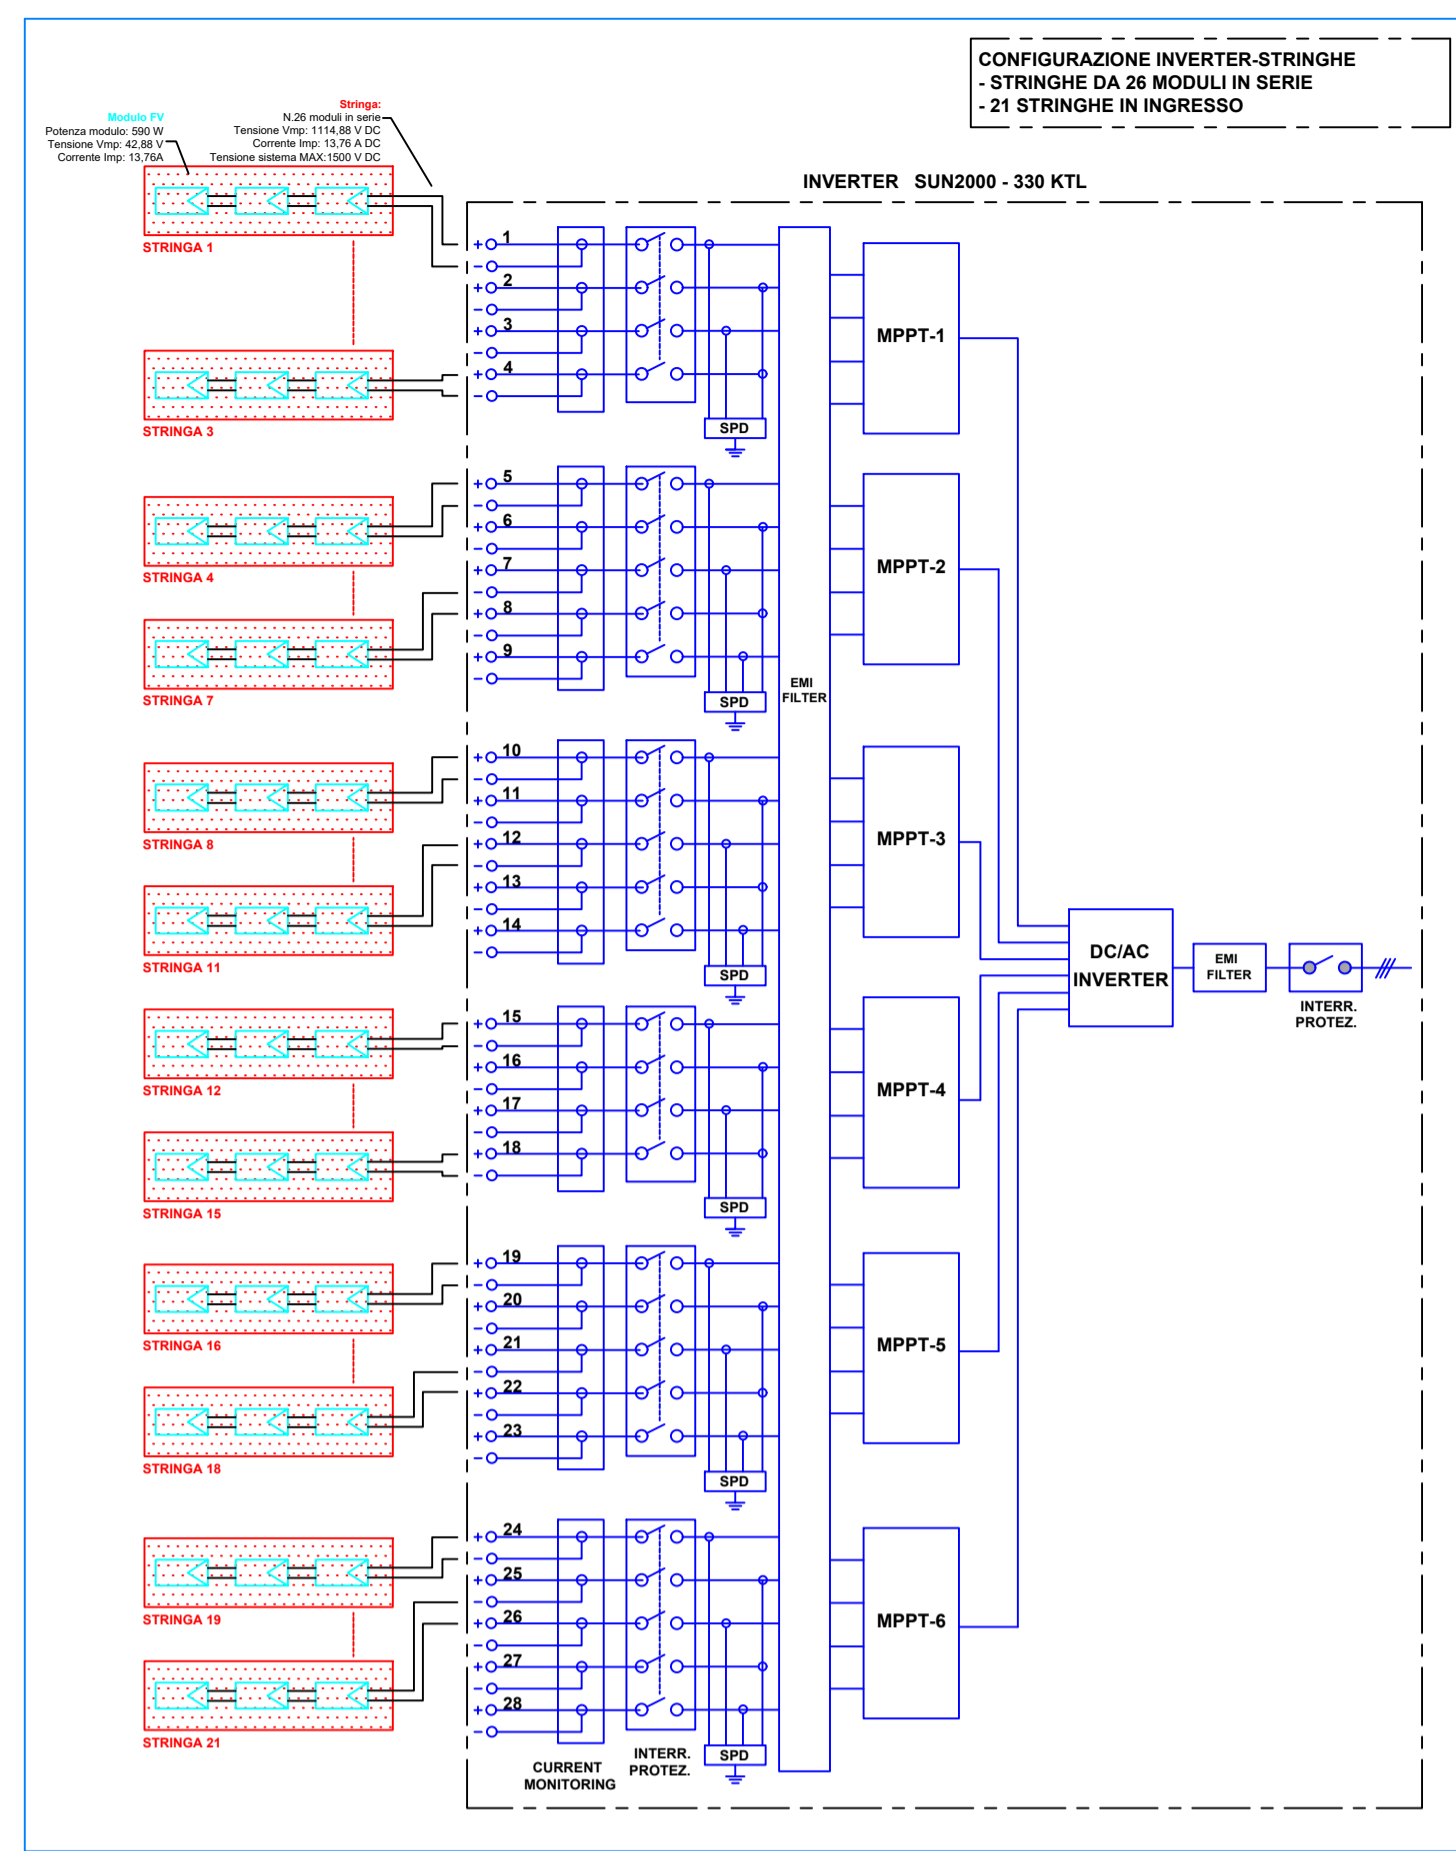 CONFIGURAZIONE INVERTER-STRINGHE
- STRINGHE DA 26 MODULI IN SERIE
- 21 STRINGHE IN INGRESSO
Modulo FV
Potenza modulo: 590 W
Tensione Vmp: 42,88 V
Corrente Imp: 13,76A
Stringa:
N.26 moduli in serie
Tensione Vmp: 1114,88 V DC
Corrente Imp: 13,76 A DC
Tensione sistema MAX:1500 V DC
INVERTER SUN2000 - 330 KTL
STRINGA 1
STRINGA 3
+ 1
-
+ 2
-
+ 3
-
+ 4
-
SPD
MPPT-1
STRINGA 4
STRINGA 7
+ 5
-
+ 6
-
+ 7
-
+ 8
-
+ 9
-
SPD
EMI
FILTER
MPPT-2
STRINGA 8
STRINGA 11
+ 10
-
+ 11
-
+ 12
-
+ 13
-
+ 14
-
SPD
MPPT-3
STRINGA 12
STRINGA 15
+ 15
-
+ 16
-
+ 17
-
+ 18
-
SPD
MPPT-4
DC/AC
INVERTER
EMI
FILTER
INTERR.
PROTEZ.
STRINGA 16
STRINGA 18
+ 19
-
+ 20
-
+ 21
-
+ 22
-
+ 23
-
SPD
MPPT-5
STRINGA 19
STRINGA 21
+ 24
-
+ 25
-
+ 26
-
+ 27
-
+ 28
-
SPD
MPPT-6
CURRENT
MONITORING
INTERR.
PROTEZ.